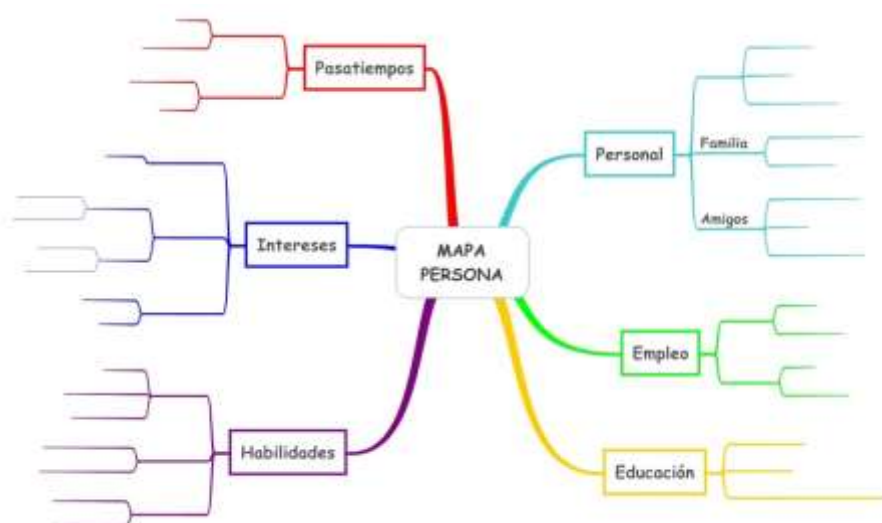 Pasatiempos
Personal
Familia
Amigos
Intereses
MAPA
PERSONA
Empleo
Habilidades
Educación